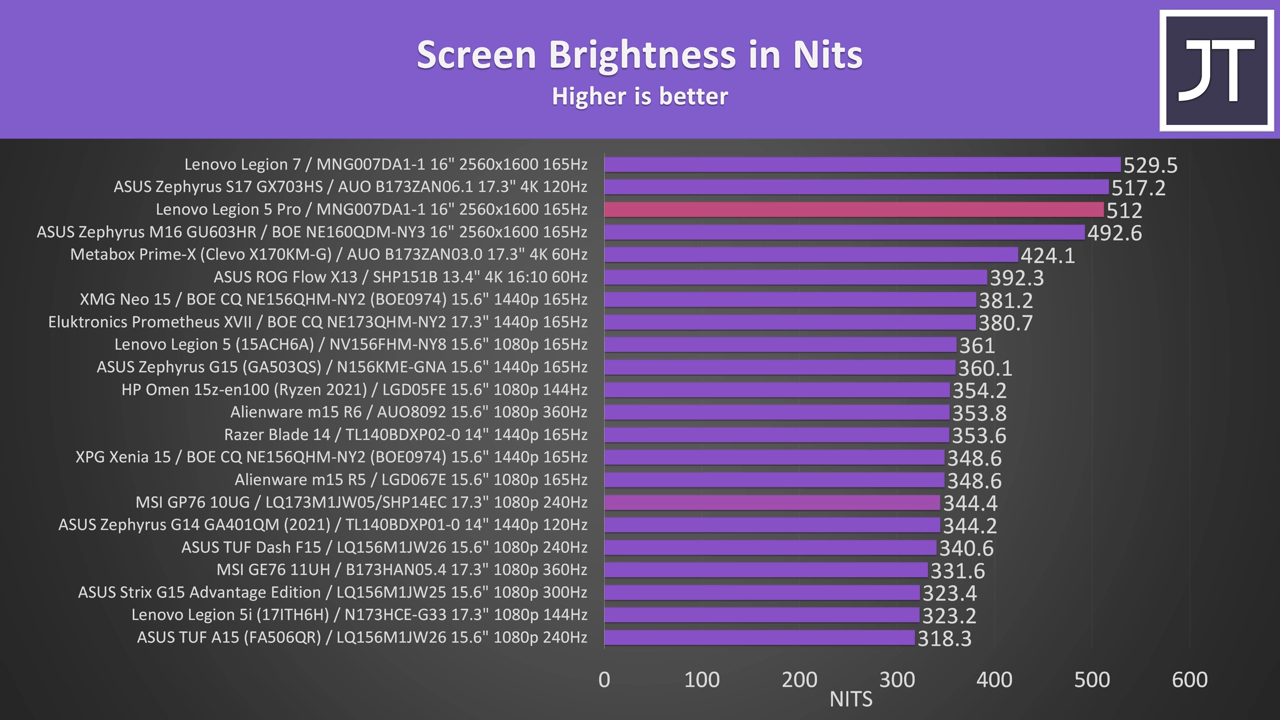 Screen Brightness in Nits
Higher is better
JT
Lenovo Legion 7 / MNG007DA1-1 16" 2560x1600 165Hz 529.5
ASUS Zephyrus S17 GX703HS / AUO B173ZAN06.1 17.3" 4K 120Hz 517.2
Lenovo Legion 5 Pro / MNG007DA1-1 16" 2560x1600 165Hz 512
ASUS Zephyrus M16 GU603HR / BOE NE160QDM-NY3 16" 2560x1600 165Hz 492.6
Metabox Prime-X (Clevo X170KM-G) / AUO B173ZAN03.0 17.3" 4K 60Hz 424.1
ASUS ROG Flow X13 / SHP151B 13.4" 4K 16:10 60Hz 392.3
XMG Neo 15 / BOE CQ NE156QHM-NY2 (BOE0974) 15.6" 1440p 165Hz 381.2
Eluktronics Prometheus XVII / BOE CQ NE173QHM-NY2 17.3" 1440p 165Hz 380.7
Lenovo Legion 5 (15ACH6A) / NV156FHM-NY8 15.6" 1080p 165Hz 361
ASUS Zephyrus G15 (GA503QS) / N156KME-GNA 15.6" 1440p 165Hz 360.1
HP Omen 15z-en100 (Ryzen 2021) / LGD05FE 15.6" 1080p 144Hz 354.2
Alienware m15 R6 / AUO8092 15.6" 1080p 360Hz 353.8
Razer Blade 14 / TL140BDXP02-0 14" 1440p 165Hz 353.6
XPG Xenia 15 / BOE CQ NE156QHM-NY2 (BOE0974) 15.6" 1440p 165Hz 348.6
Alienware m15 R5 / LGD067E 15.6" 1080p 165Hz 348.6
MSI GP76 10UG / LQ173M1JW05/SHP14EC 17.3" 1080p 240Hz 344.4
ASUS Zephyrus G14 GA401QM (2021) / TL140BDXP01-0 14" 1440p 120Hz 344.2
ASUS TUF Dash F15 / LQ156M1JW26 15.6" 1080p 240Hz 340.6
MSI GE76 11UH / B173HAN05.4 17.3" 1080p 360Hz 331.6
ASUS Strix G15 Advantage Edition / LQ156M1JW25 15.6" 1080p 300Hz 323.4
Lenovo Legion 5i (17ITH6H) / N173HCE-G33 17.3" 1080p 144Hz 323.2
ASUS TUF A15 (FA506QR) / LQ156M1JW26 15.6" 1080p 240Hz 318.3
0 100 200 300 400 500 600
NITS